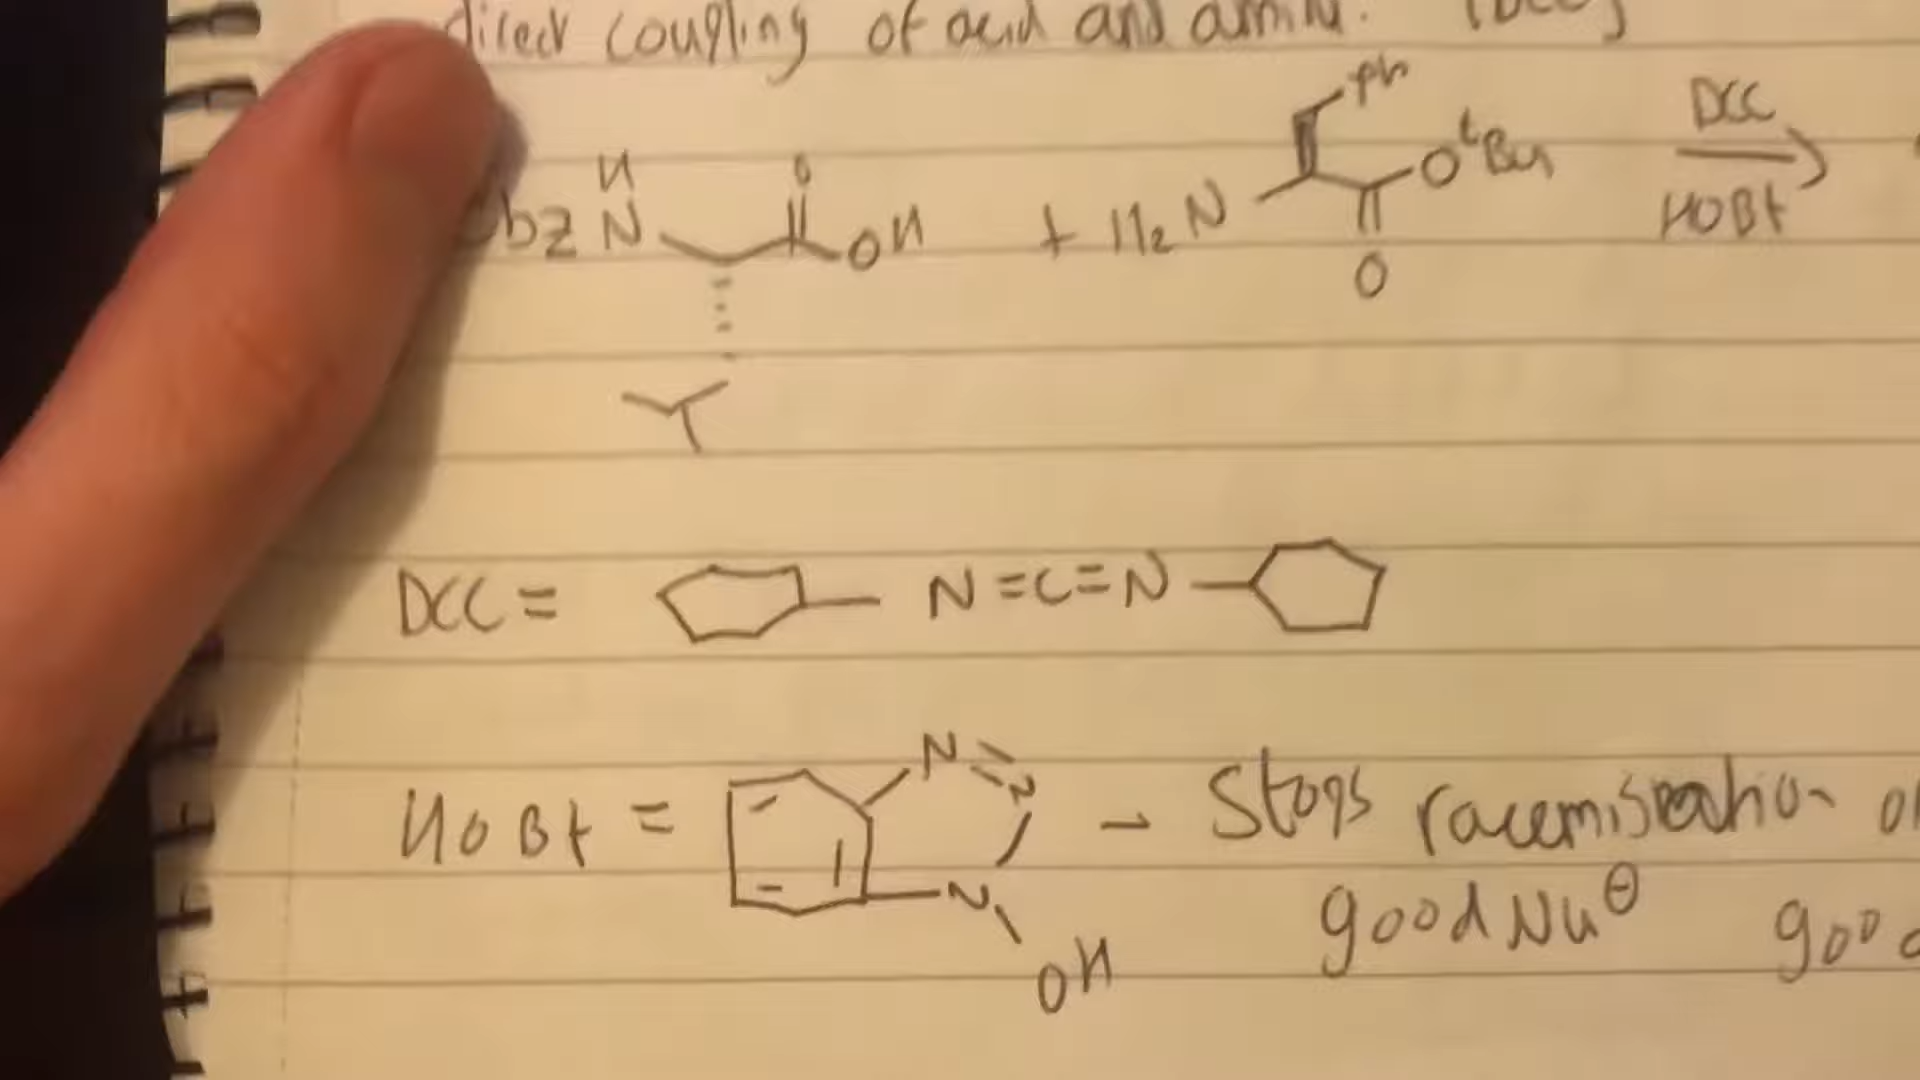 direct coupling of acid and amine. (DCC)
Ph
H O O tBu DCC
bz N OH + H2N HOBt
O
DCC = N=C=N
HOBt = N=N - Stops racemisation of
N good Nu⊖ good
OH